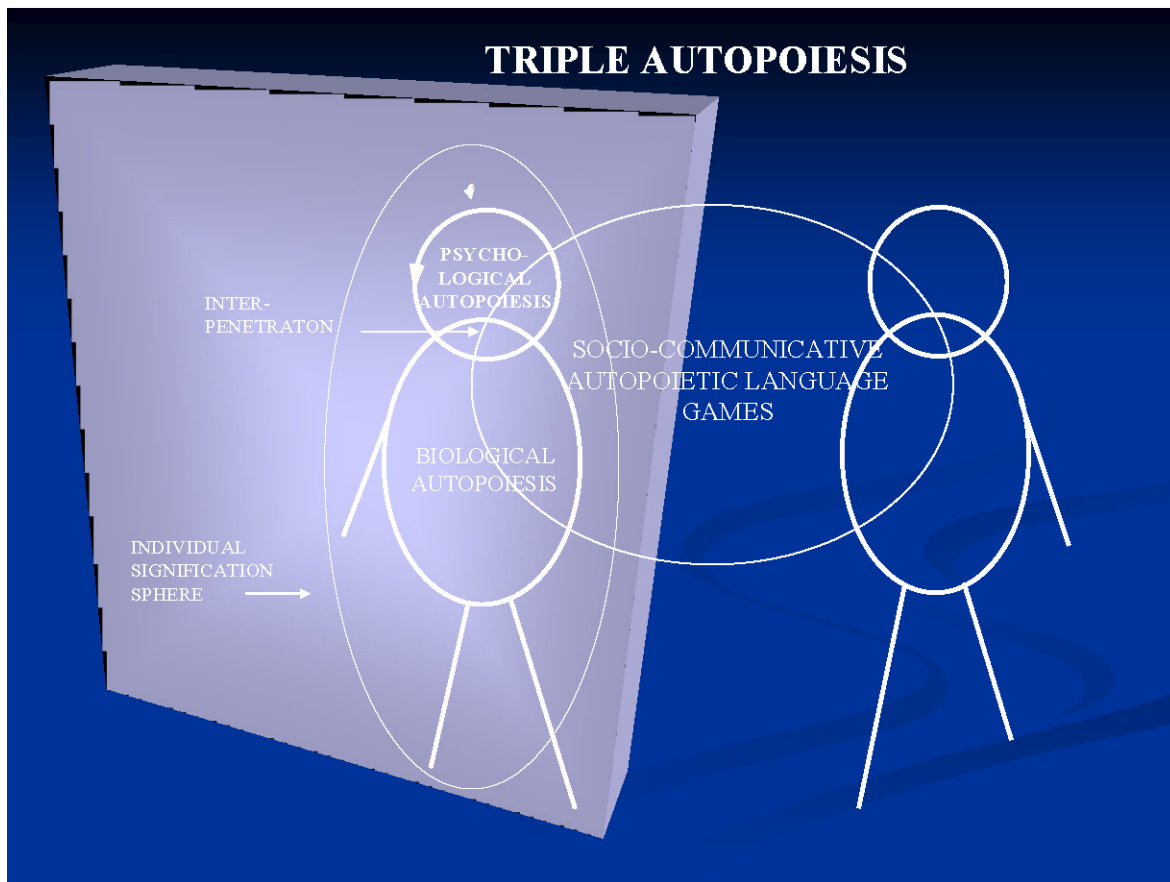 TRIPLE AUTOPOIESIS
PSYCHO-
LOGICAL
AUTOPOIESIS
INTER-
PENETRATON
SOCIO-COMMUNICATIVE
AUTOPOIETIC LANGUAGE
GAMES
BIOLOGICAL
AUTOPOIESIS
INDIVIDUAL
SIGNIFICATION
SPHERE